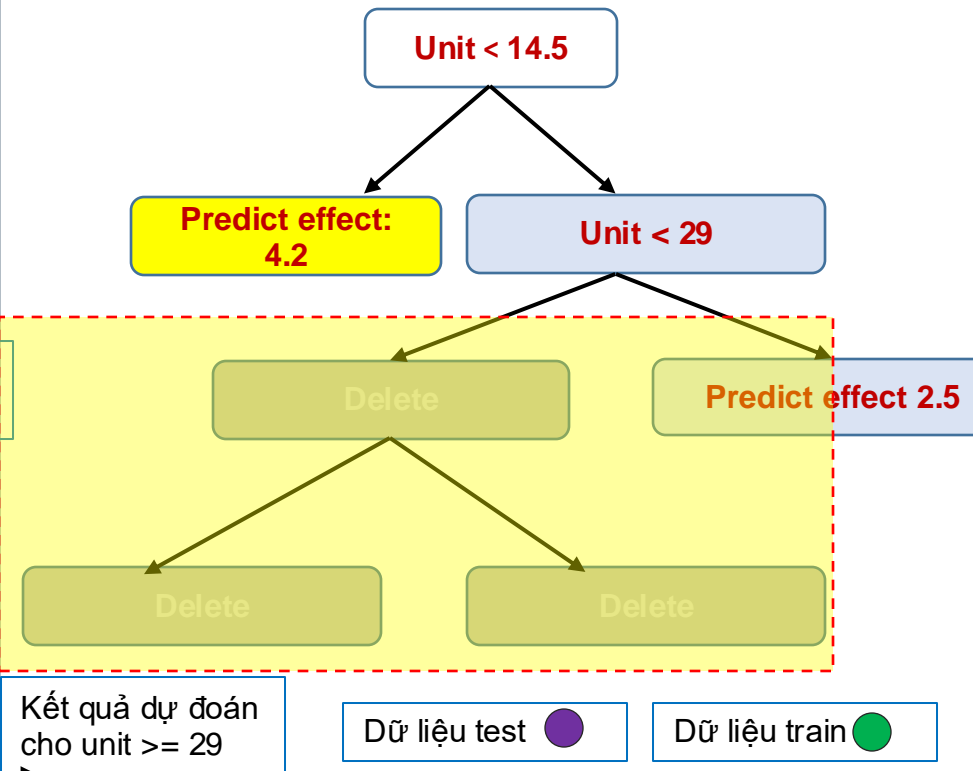 Unit < 14.5
Predict effect:
4.2
Unit < 29
Delete
Predict effect 2.5
Delete
Delete
Kết quả dự đoán
cho unit >= 29
Dữ liệu test
Dữ liệu train